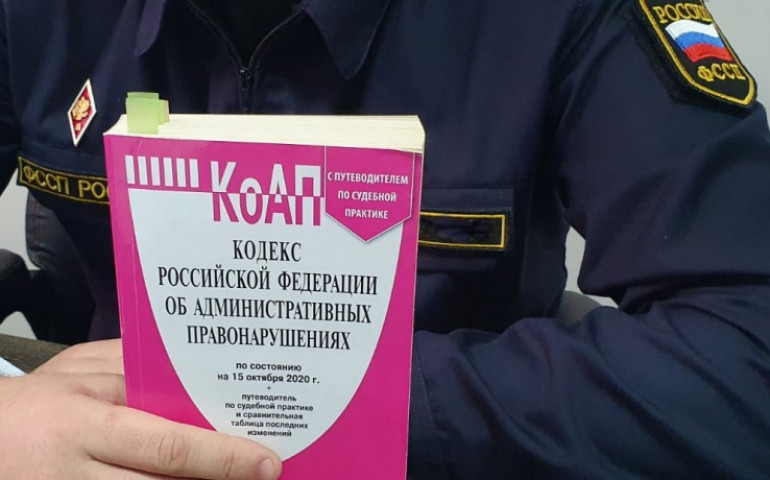 РОССИЯ
ФССП
ФССП РОС
КоАП
С ПУТЕВОДИТЕЛЕМ
ПО СУДЕБНОЙ
ПРАКТИКЕ
КОДЕКС
РОССИЙСКОЙ ФЕДЕРАЦИИ
ОБ АДМИНИСТРАТИВНЫХ
ПРАВОНАРУШЕНИЯХ
по состоянию
на 15 октября 2020 г.
+
путеводитель
по судебной практике
и сравнительная
таблица последних
изменений